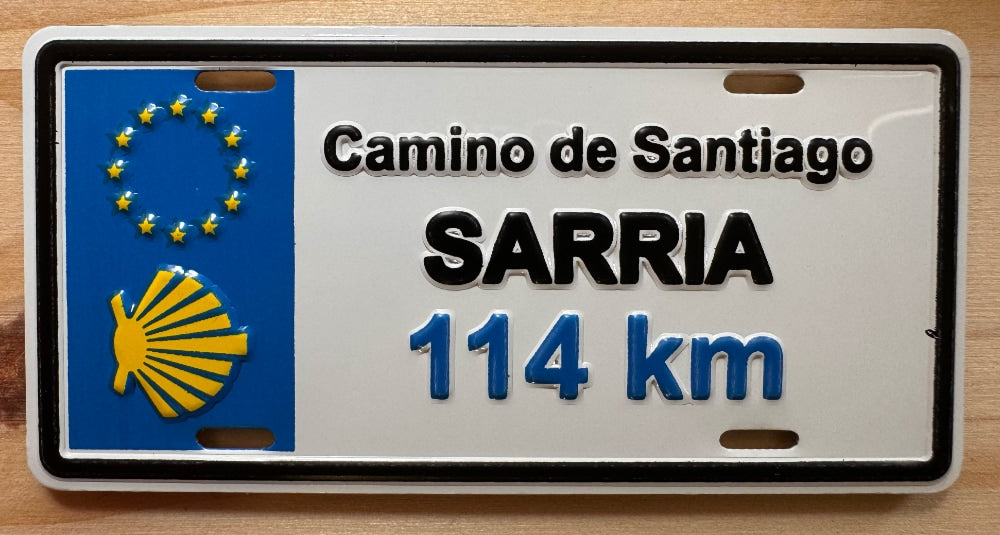 Camino de Santiago
SARRIA
114 km